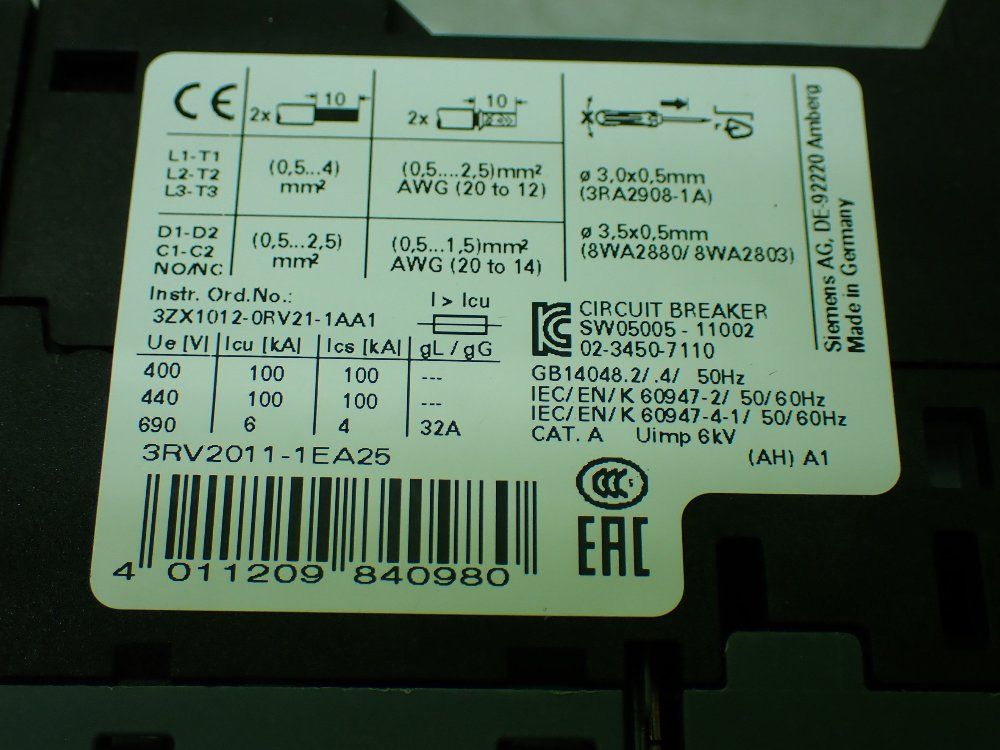 CE
2x 10
2x 10
L1-T1
L2-T2
L3-T3
(0,5...4)
mm²
(0,5...2,5)mm²
AWG (20 to 12)
ø 3,0x0,5mm
(3RA2908-1A)
D1-D2
C1-C2
NO/NC
(0,5...2,5)
mm²
(0,5...1,5)mm²
AWG (20 to 14)
ø 3,5x0,5mm
(8WA2880/ 8WA2803)
Siemens AG, DE-92220 Amberg
Made in Germany
Instr. Ord.No.:
3ZX1012-0RV21-1AA1
I > Icu
Ue [V] Icu [kA] Ics [kA] gL / gG
400 100 100 ---
440 100 100 ---
690 6 4 32A
CIRCUIT BREAKER
SW05005 - 11002
02-3450-7110
GB14048.2/ .4/ 50Hz
IEC/EN/K 60947-2/ 50/60Hz
IEC/EN/K 60947-4-1/ 50/60Hz
CAT. A Uimp 6kV
(AH) A1
3RV2011-1EA25
4 011209 840980
CCC S
EAC